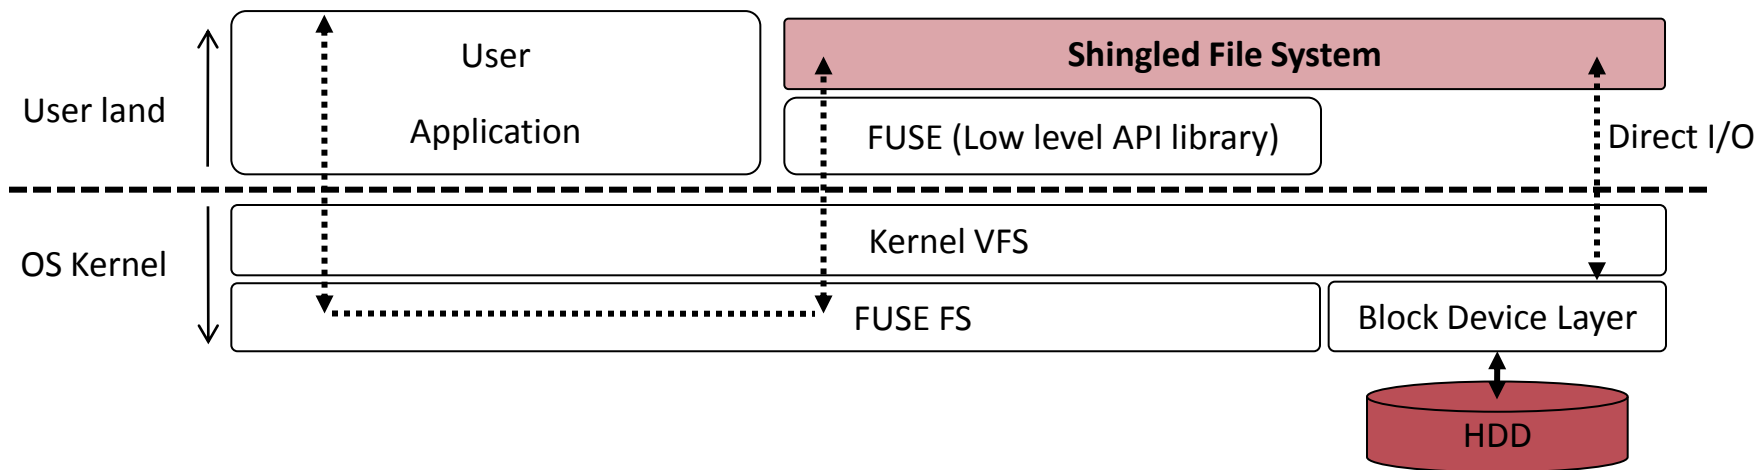 User
Application
Shingled File System
User land
FUSE (Low level API library)
Direct I/O
Kernel VFS
OS Kernel
FUSE FS
Block Device Layer
HDD